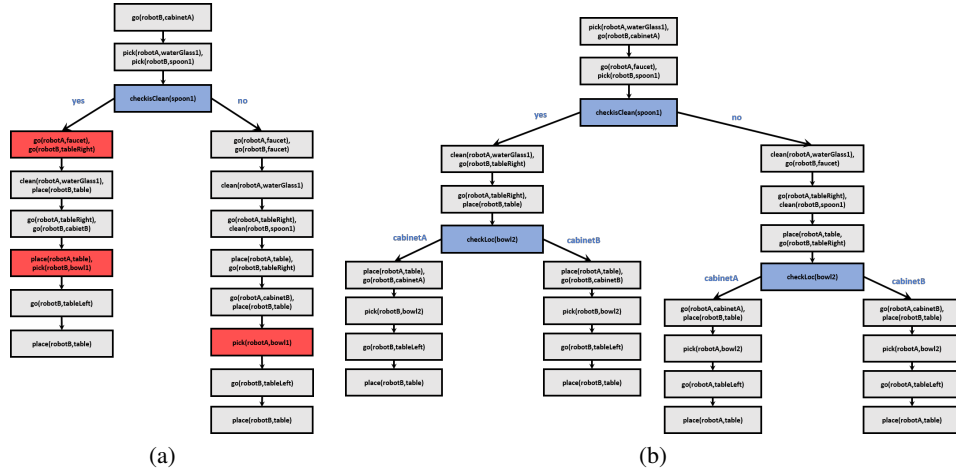 go(robotB,cabinetA)
pick(robotA,waterGlass1),
pick(robotB,spoon1)
checkisClean(spoon1)
yes
no
go(robotA,faucet),
go(robotB,tableRight)
clean(robotA,waterGlass1),
place(robotB,table)
go(robotA,tableRight),
go(robotB,cabietB)
place(robotA,table),
pick(robotB,bowl1)
go(robotB,tableLeft)
place(robotB,table)
go(robotA,faucet),
go(robotB,faucet)
clean(robotA,waterGlass1)
go(robotA,tableRight),
clean(robotB,spoon1)
place(robotA,table),
go(robotB,tableRight)
go(robotA,cabinetB),
place(robotB,table)
pick(robotA,bowl1)
go(robotB,tableLeft)
place(robotB,table)
(a)
pick(robotA,waterGlass1),
go(robotB,cabinetA)
go(robotA,faucet),
pick(robotB,spoon1)
checkisClean(spoon1)
yes
no
clean(robotA,waterGlass1),
go(robotB,tableRight)
go(robotA,tableRight),
place(robotB,table)
checkLoc(bowl2)
cabinetA
cabinetB
place(robotA,table),
go(robotB,cabinetA)
pick(robotB,bowl2)
go(robotB,tableLeft)
place(robotB,table)
place(robotA,table),
go(robotB,cabinetB)
pick(robotB,bowl2)
go(robotB,tableLeft)
place(robotB,table)
clean(robotA,waterGlass1),
go(robotB,faucet)
go(robotA,tableRight),
clean(robotB,spoon1)
place(robotA,table,
go(robotB,tableRight)
checkLoc(bowl2)
cabinetA
cabinetB
go(robotA,cabinetA),
place(robotB,table)
pick(robotA,bowl2)
go(robotA,tableLeft)
place(robotA,table)
go(robotA,cabinetB),
place(robotB,table)
pick(robotA,bowl2)
go(robotA,tableLeft)
place(robotA,table)
(b)